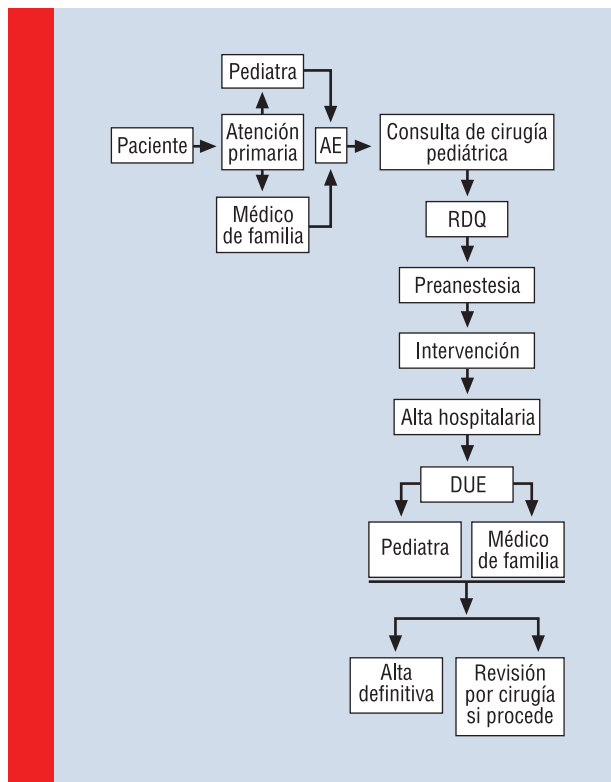 Pediatra
Paciente
Atención
primaria
AE
Consulta de cirugía
pediátrica
Médico
de familia
RDQ
Preanestesia
Intervención
Alta hospitalaria
DUE
Pediatra
Médico
de familia
Alta
definitiva
Revisión
por cirugía
si procede